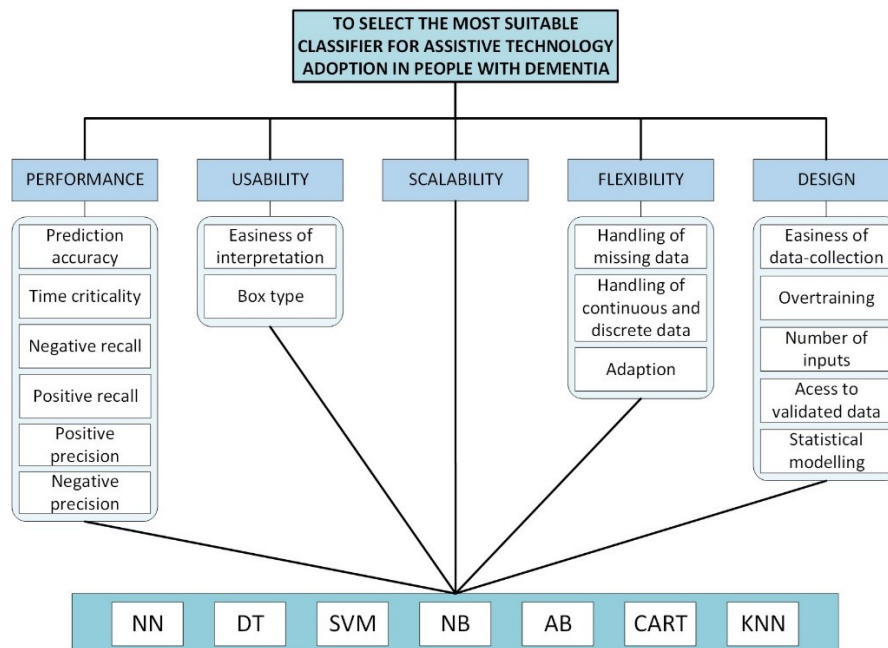 TO SELECT THE MOST SUITABLE
CLASSIFIER FOR ASSISTIVE TECHNOLOGY
ADOPTION IN PEOPLE WITH DEMENTIA
PERFORMANCE
USABILITY
SCALABILITY
FLEXIBILITY
DESIGN
Prediction
accuracy
Time criticality
Negative recall
Positive recall
Positive
precision
Negative
precision
Easiness of
interpretation
Box type
Handling of
missing data
Handling of
continuous and
discrete data
Adaption
Easiness of
data-collection
Overtraining
Number of
inputs
Acess to
validated data
Statistical
modelling
NN
DT
SVM
NB
AB
CART
KNN